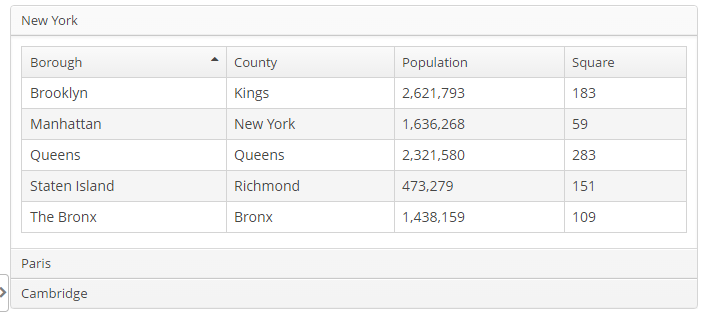 New York
Borough County Population Square
Brooklyn Kings 2,621,793 183
Manhattan New York 1,636,268 59
Queens Queens 2,321,580 283
Staten Island Richmond 473,279 151
The Bronx Bronx 1,438,159 109
Paris
Cambridge